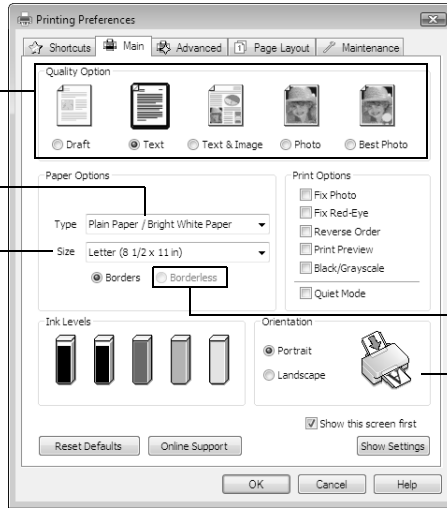 Printing Preferences
Shortcuts Main Advanced Page Layout Maintenance
Quality Option
Draft Text Text & Image Photo Best Photo
Paper Options
Type Plain Paper / Bright White Paper
Size Letter (8 1/2 x 11 in)
Borders Borderless
Print Options
Fix Photo
Fix Red-Eye
Reverse Order
Print Preview
Black/Grayscale
Quiet Mode
Ink Levels
Orientation
Portrait
Landscape
Show this screen first
Reset Defaults Online Support Show Settings
OK Cancel Help